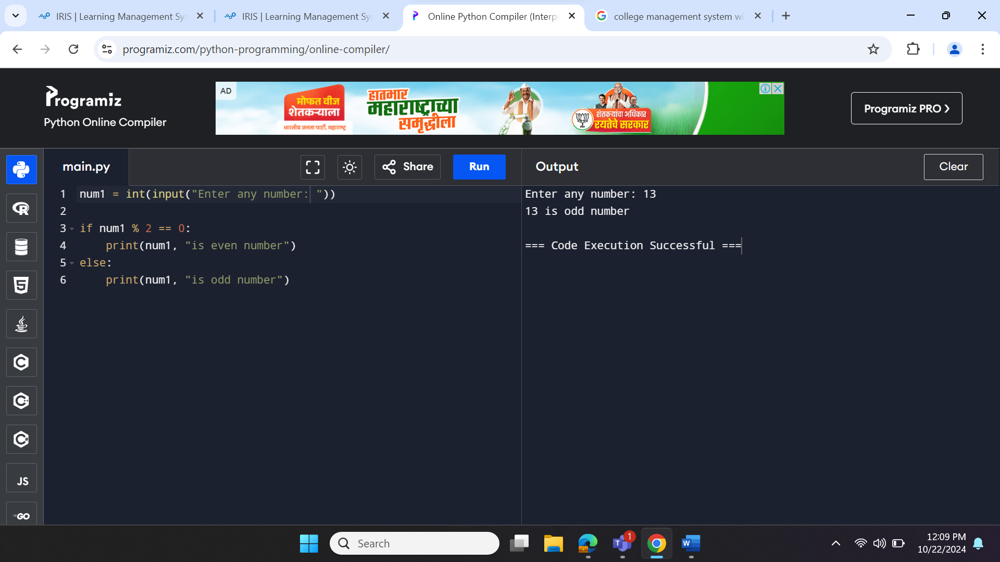 IRIS | Learning Management Sy
IRIS | Learning Management Sys
Online Python Compiler (Interp
college management system wi
programiz.com/python-programming/online-compiler/
Programiz
Python Online Compiler
AD
मोफत वीज
शेतकऱ्याला
भारतीय जनता पार्टी, महाराष्ट्र
हातभार
महाराष्ट्राच्या
समृद्धीला
शेतकऱ्यांचा अधिकार
रयतेचे सरकार
Programiz PRO ❯
main.py
Share
Run
Output
Clear
1 num1 = int(input("Enter any number: "))
2
3 if num1 % 2 == 0:
4     print(num1, "is even number")
5 else:
6     print(num1, "is odd number")
Enter any number: 13
13 is odd number
=== Code Execution Successful ===
R
5
C
C++
C#
JS
GO
Search
T
1
W
12:09 PM
10/22/2024